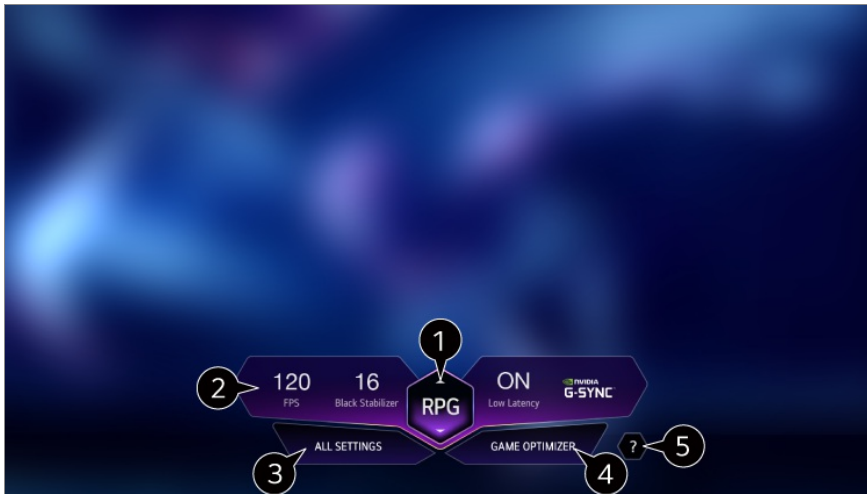 1
2
120
FPS
16
Black Stabilizer
RPG
ON
Low Latency
NVIDIA
G-SYNC
3
ALL SETTINGS
GAME OPTIMIZER
4
?
5